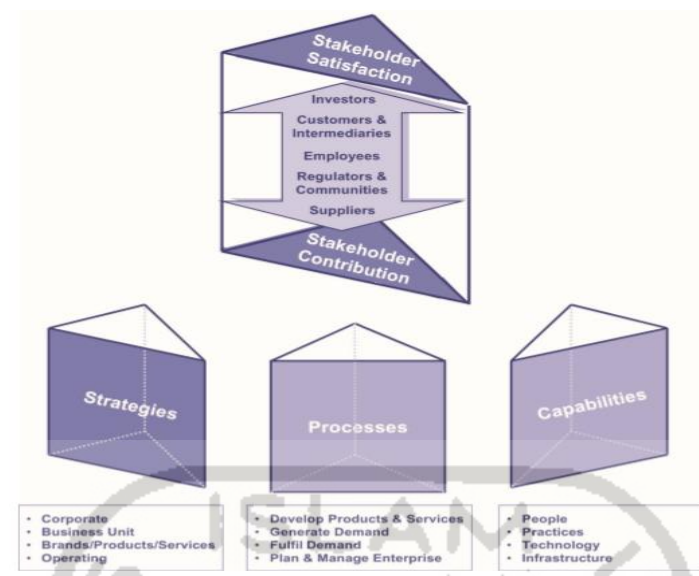 Stakeholder
Satisfaction
Investors
Customers &
Intermediaries
Employees
Regulators &
Communities
Suppliers
Stakeholder
Contribution
Strategies
Processes
Capabilities
• Corporate
• Business Unit
• Brands/Products/Services
• Operating
• Develop Products & Services
• Generate Demand
• Fulfil Demand
• Plan & Manage Enterprise
• People
• Practices
• Technology
• Infrastructure
ISLAM